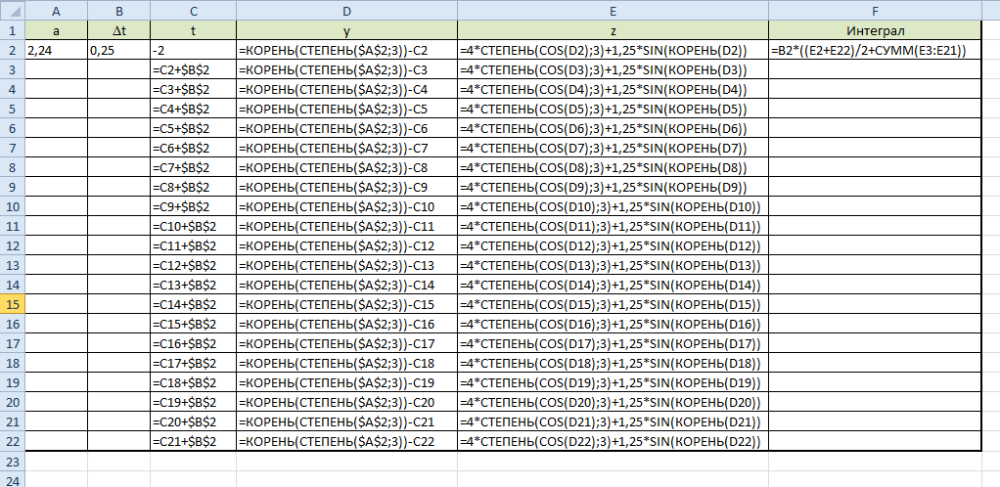 A B C D E F
1 a Δt t y z Интеграл
2 2,24 0,25 -2 =КОРЕНЬ(СТЕПЕНЬ($A$2;3))-C2 =4*СТЕПЕНЬ(COS(D2);3)+1,25*SIN(КОРЕНЬ(D2)) =B2*((E2+E22)/2+СУММ(E3:E21))
3 =C2+$B$2 =КОРЕНЬ(СТЕПЕНЬ($A$2;3))-C3 =4*СТЕПЕНЬ(COS(D3);3)+1,25*SIN(КОРЕНЬ(D3))
4 =C3+$B$2 =КОРЕНЬ(СТЕПЕНЬ($A$2;3))-C4 =4*СТЕПЕНЬ(COS(D4);3)+1,25*SIN(КОРЕНЬ(D4))
5 =C4+$B$2 =КОРЕНЬ(СТЕПЕНЬ($A$2;3))-C5 =4*СТЕПЕНЬ(COS(D5);3)+1,25*SIN(КОРЕНЬ(D5))
6 =C5+$B$2 =КОРЕНЬ(СТЕПЕНЬ($A$2;3))-C6 =4*СТЕПЕНЬ(COS(D6);3)+1,25*SIN(КОРЕНЬ(D6))
7 =C6+$B$2 =КОРЕНЬ(СТЕПЕНЬ($A$2;3))-C7 =4*СТЕПЕНЬ(COS(D7);3)+1,25*SIN(КОРЕНЬ(D7))
8 =C7+$B$2 =КОРЕНЬ(СТЕПЕНЬ($A$2;3))-C8 =4*СТЕПЕНЬ(COS(D8);3)+1,25*SIN(КОРЕНЬ(D8))
9 =C8+$B$2 =КОРЕНЬ(СТЕПЕНЬ($A$2;3))-C9 =4*СТЕПЕНЬ(COS(D9);3)+1,25*SIN(КОРЕНЬ(D9))
10 =C9+$B$2 =КОРЕНЬ(СТЕПЕНЬ($A$2;3))-C10 =4*СТЕПЕНЬ(COS(D10);3)+1,25*SIN(КОРЕНЬ(D10))
11 =C10+$B$2 =КОРЕНЬ(СТЕПЕНЬ($A$2;3))-C11 =4*СТЕПЕНЬ(COS(D11);3)+1,25*SIN(КОРЕНЬ(D11))
12 =C11+$B$2 =КОРЕНЬ(СТЕПЕНЬ($A$2;3))-C12 =4*СТЕПЕНЬ(COS(D12);3)+1,25*SIN(КОРЕНЬ(D12))
13 =C12+$B$2 =КОРЕНЬ(СТЕПЕНЬ($A$2;3))-C13 =4*СТЕПЕНЬ(COS(D13);3)+1,25*SIN(КОРЕНЬ(D13))
14 =C13+$B$2 =КОРЕНЬ(СТЕПЕНЬ($A$2;3))-C14 =4*СТЕПЕНЬ(COS(D14);3)+1,25*SIN(КОРЕНЬ(D14))
15 =C14+$B$2 =КОРЕНЬ(СТЕПЕНЬ($A$2;3))-C15 =4*СТЕПЕНЬ(COS(D15);3)+1,25*SIN(КОРЕНЬ(D15))
16 =C15+$B$2 =КОРЕНЬ(СТЕПЕНЬ($A$2;3))-C16 =4*СТЕПЕНЬ(COS(D16);3)+1,25*SIN(КОРЕНЬ(D16))
17 =C16+$B$2 =КОРЕНЬ(СТЕПЕНЬ($A$2;3))-C17 =4*СТЕПЕНЬ(COS(D17);3)+1,25*SIN(КОРЕНЬ(D17))
18 =C17+$B$2 =КОРЕНЬ(СТЕПЕНЬ($A$2;3))-C18 =4*СТЕПЕНЬ(COS(D18);3)+1,25*SIN(КОРЕНЬ(D18))
19 =C18+$B$2 =КОРЕНЬ(СТЕПЕНЬ($A$2;3))-C19 =4*СТЕПЕНЬ(COS(D19);3)+1,25*SIN(КОРЕНЬ(D19))
20 =C19+$B$2 =КОРЕНЬ(СТЕПЕНЬ($A$2;3))-C20 =4*СТЕПЕНЬ(COS(D20);3)+1,25*SIN(КОРЕНЬ(D20))
21 =C20+$B$2 =КОРЕНЬ(СТЕПЕНЬ($A$2;3))-C21 =4*СТЕПЕНЬ(COS(D21);3)+1,25*SIN(КОРЕНЬ(D21))
22 =C21+$B$2 =КОРЕНЬ(СТЕПЕНЬ($A$2;3))-C22 =4*СТЕПЕНЬ(COS(D22);3)+1,25*SIN(КОРЕНЬ(D22))
23
24